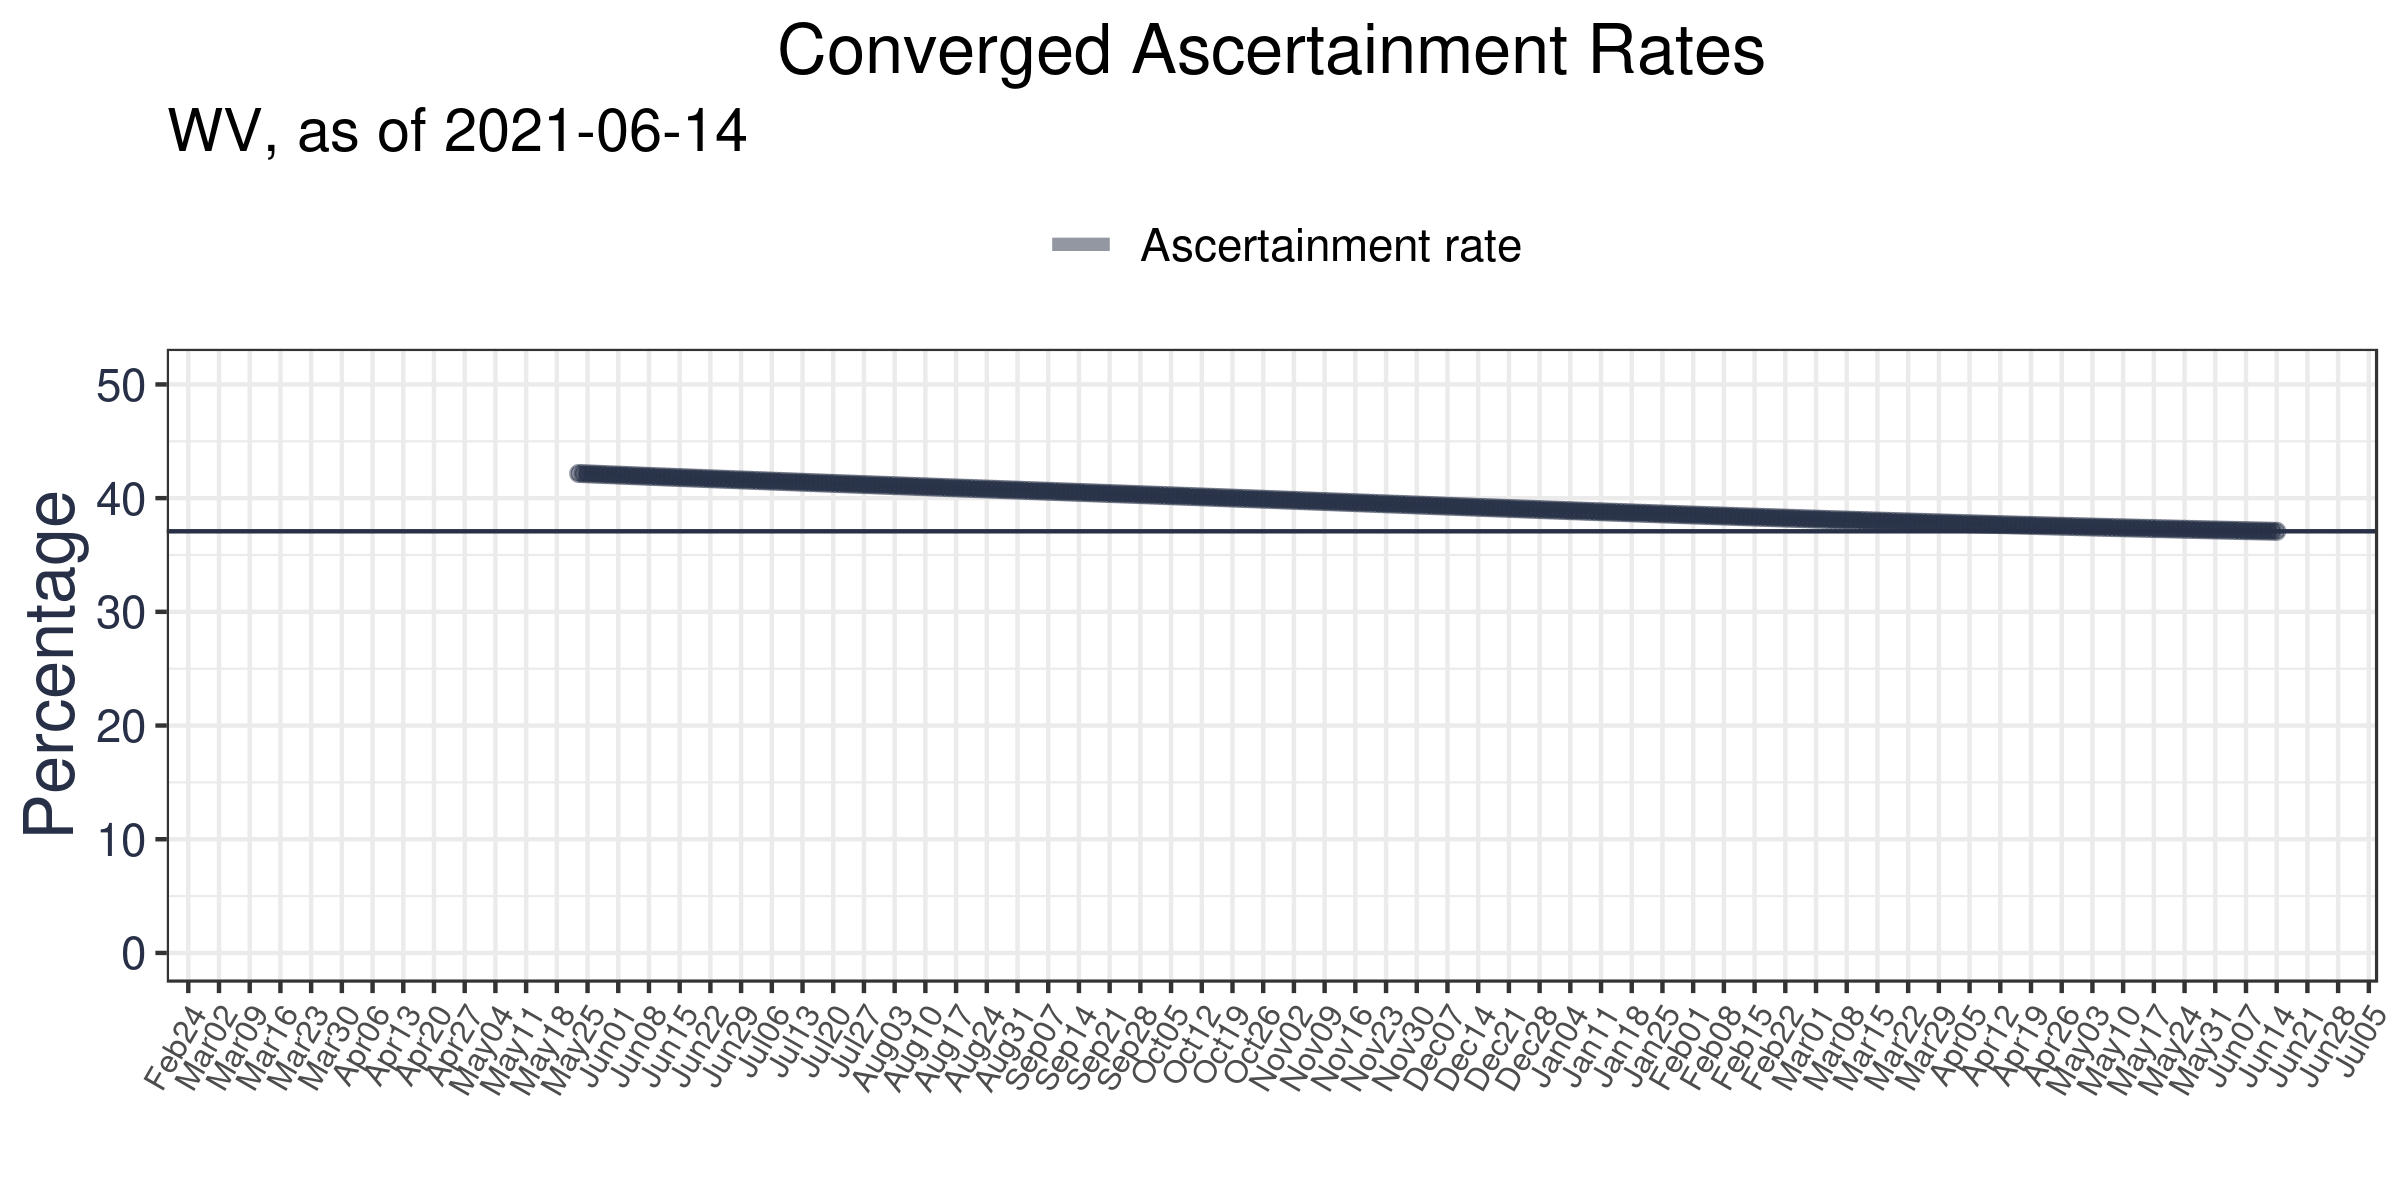 Converged Ascertainment Rates
WV, as of 2021-06-14
Ascertainment rate
Percentage
50
40
30
20
10
0
Feb24 Mar02 Mar09 Mar16 Mar23 Mar30 Apr06 Apr13 Apr20 Apr27 May04 May11 May18 May25 Jun01 Jun08 Jun15 Jun22 Jun29 Jul06 Jul13 Jul20 Jul27 Aug03 Aug10 Aug17 Aug24 Aug31 Sep07 Sep14 Sep21 Sep28 Oct05 Oct12 Oct19 Oct26 Nov02 Nov09 Nov16 Nov23 Nov30 Dec07 Dec14 Dec21 Dec28 Jan04 Jan11 Jan18 Jan25 Feb01 Feb08 Feb15 Feb22 Mar01 Mar08 Mar15 Mar22 Mar29 Apr05 Apr12 Apr19 Apr26 May03 May10 May17 May24 May31 Jun07 Jun14 Jun21 Jun28 Jul05